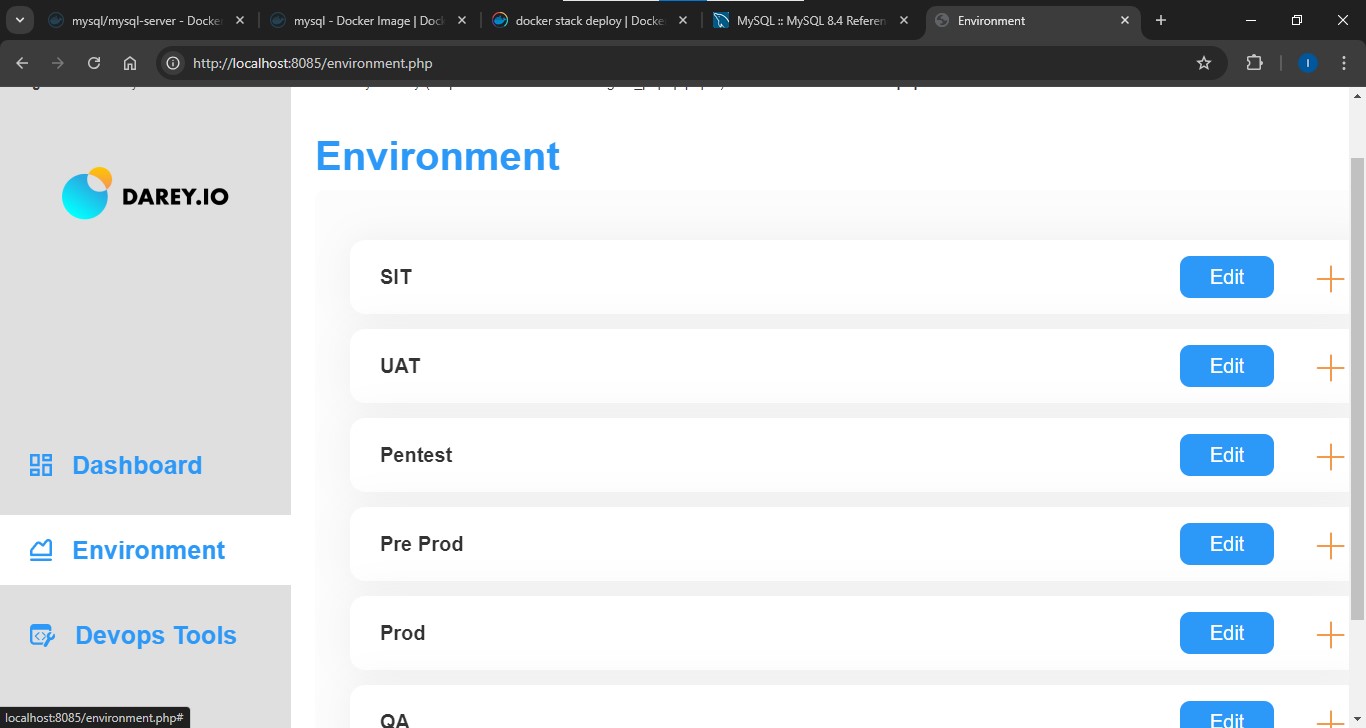 mysql/mysql-server - Docke
mysql - Docker Image | Doc
docker stack deploy | Docke
MySQL :: MySQL 8.4 Referen
Environment
http://localhost:8085/environment.php
I
DAREY.IO
Environment
SIT
Edit
UAT
Edit
Pentest
Edit
Pre Prod
Edit
Prod
Edit
QA
Edit
Dashboard
Environment
Devops Tools
localhost:8085/environment.php#